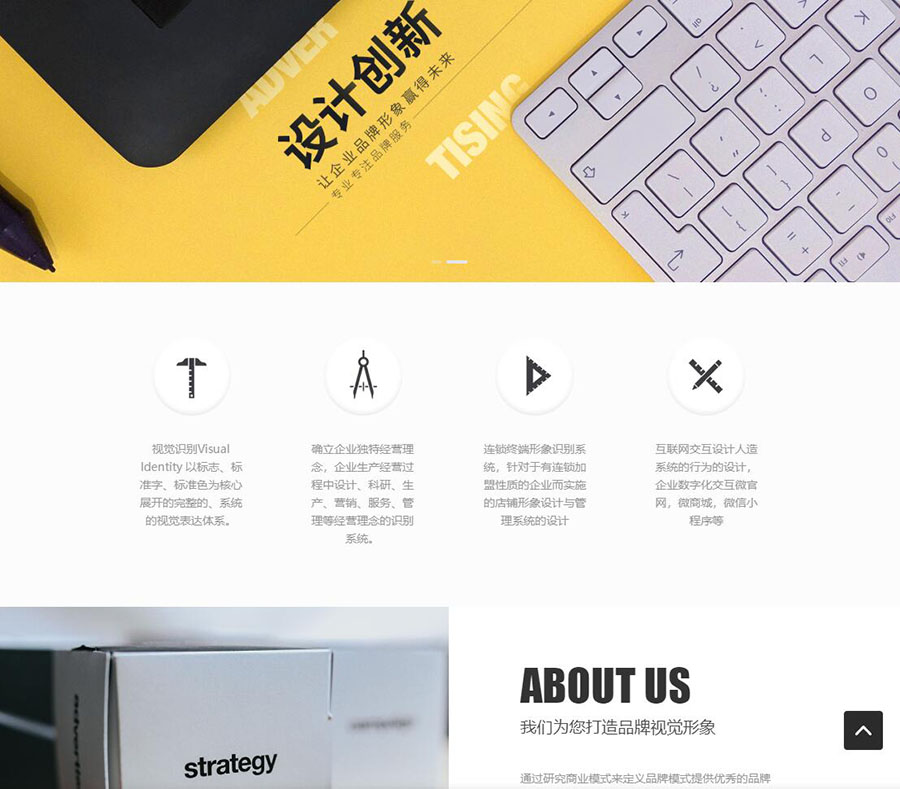 ADVER
设计创新
让企业品牌形象赢得未来
专业专注品牌服务
TISING
视觉识别Visual
Identity 以标志、标
准字、标准色为核心
展开的完整的、系统
的视觉表达体系。
确立企业独特经营理
念，企业生产经营过
程中设计、科研、生
产、营销、服务、管
理等经营理念的识别
系统。
连锁终端形象识别系
统，针对于有连锁加
盟性质的企业而实施
的店铺形象设计与管
理系统的设计
互联网交互设计人造
系统的行为的设计，
企业数字化交互微官
网，微商城，微信小
程序等
strategy
ABOUT US
我们为您打造品牌视觉形象
通过研究商业模式来定义品牌模式提供优秀的品牌